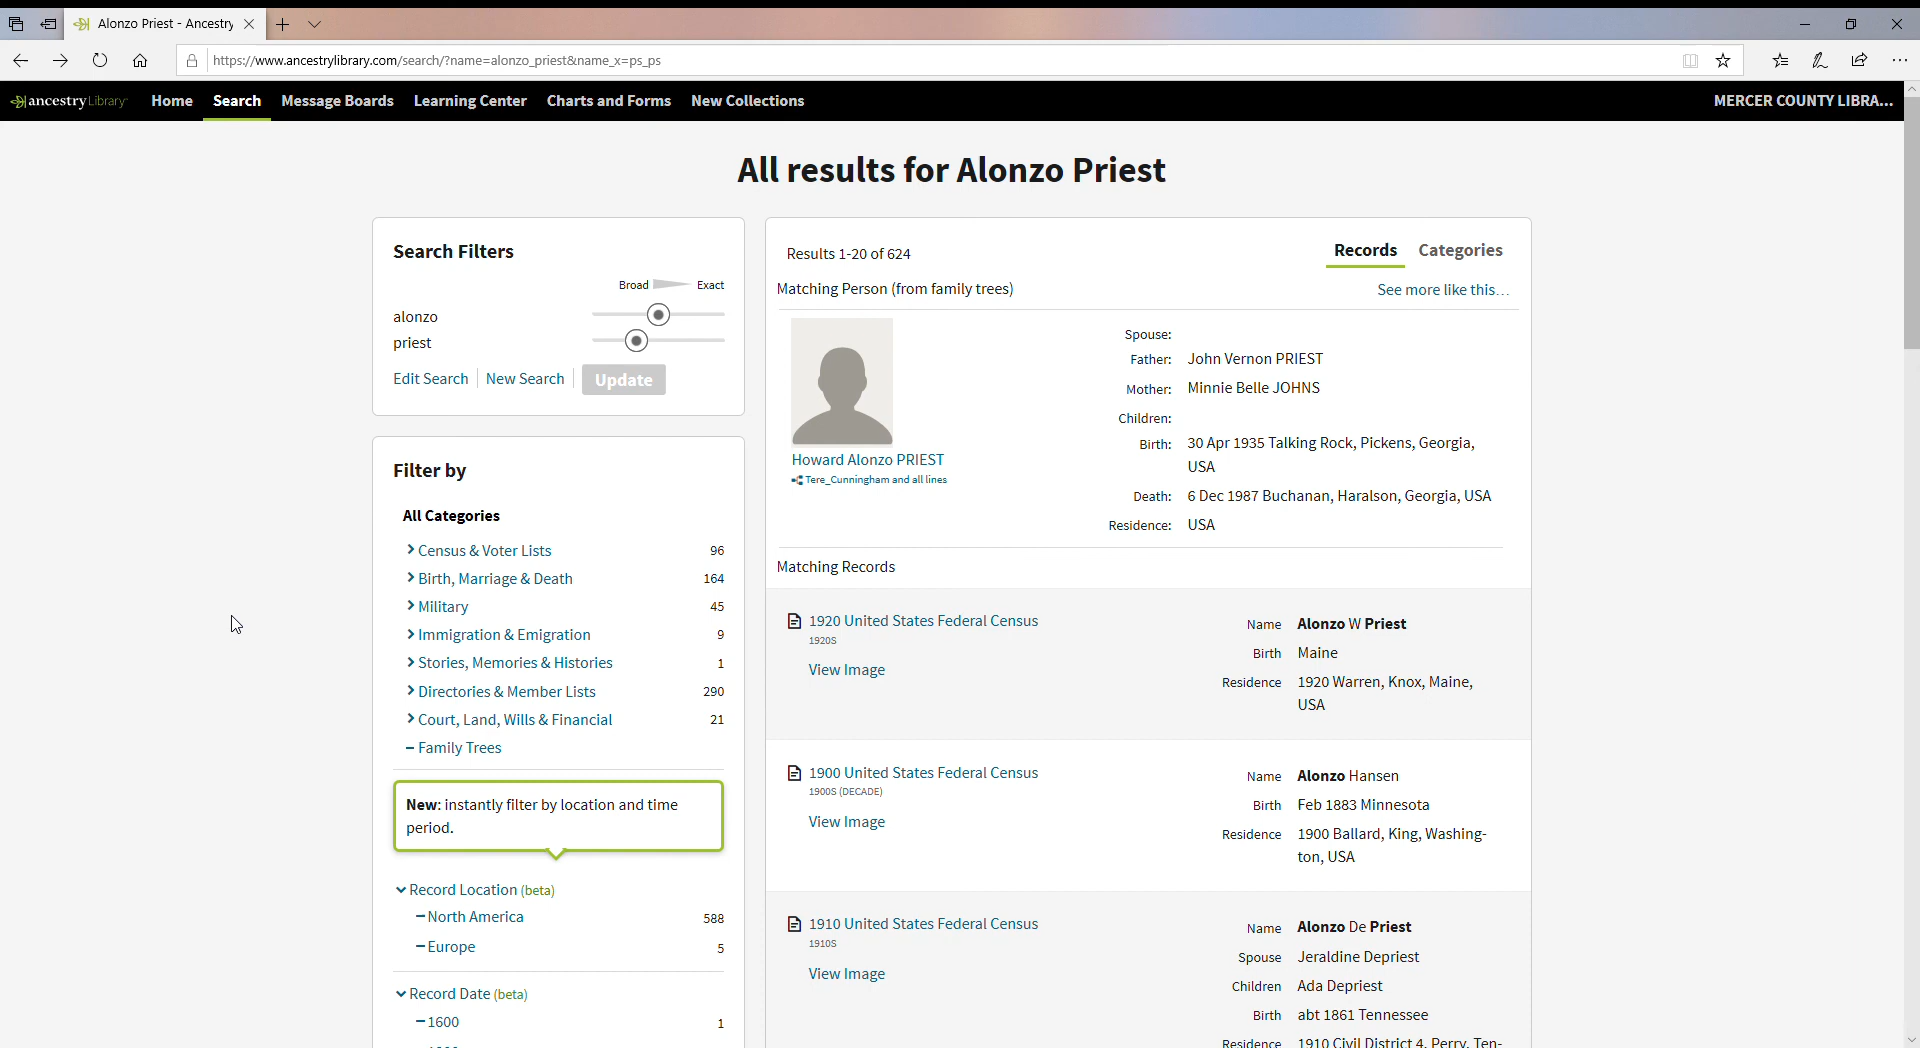 Alonzo Priest - Ancestry
https://www.ancestrylibrary.com/search/?name=alonzo_priest&name_x=ps_ps
ancestryLibrary Home Search Message Boards Learning Center Charts and Forms New Collections MERCER COUNTY LIBRA...
All results for Alonzo Priest
Search Filters
Broad Exact
alonzo
priest
Edit Search New Search Update
Filter by
All Categories
Census & Voter Lists 96
Birth, Marriage & Death 164
Military 45
Immigration & Emigration 9
Stories, Memories & Histories 1
Directories & Member Lists 290
Court, Land, Wills & Financial 21
Family Trees
New: instantly filter by location and time
period.
Record Location (beta)
North America 588
Europe 5
Record Date (beta)
1600 1
Results 1-20 of 624 Records Categories
Matching Person (from family trees) See more like this...
Howard Alonzo PRIEST
Tere_Cunningham and all lines
Spouse:
Father: John Vernon PRIEST
Mother: Minnie Belle JOHNS
Children:
Birth: 30 Apr 1935 Talking Rock, Pickens, Georgia,
USA
Death: 6 Dec 1987 Buchanan, Haralson, Georgia, USA
Residence: USA
Matching Records
1920 United States Federal Census
1920S
View Image
Name Alonzo W Priest
Birth Maine
Residence 1920 Warren, Knox, Maine,
USA
1900 United States Federal Census
1900S (DECADE)
View Image
Name Alonzo Hansen
Birth Feb 1883 Minnesota
Residence 1900 Ballard, King, Washing-
ton, USA
1910 United States Federal Census
1910S
View Image
Name Alonzo De Priest
Spouse Jeraldine Depriest
Children Ada Depriest
Birth abt 1861 Tennessee
Residence 1910 Civil District 4, Perry, Ten-